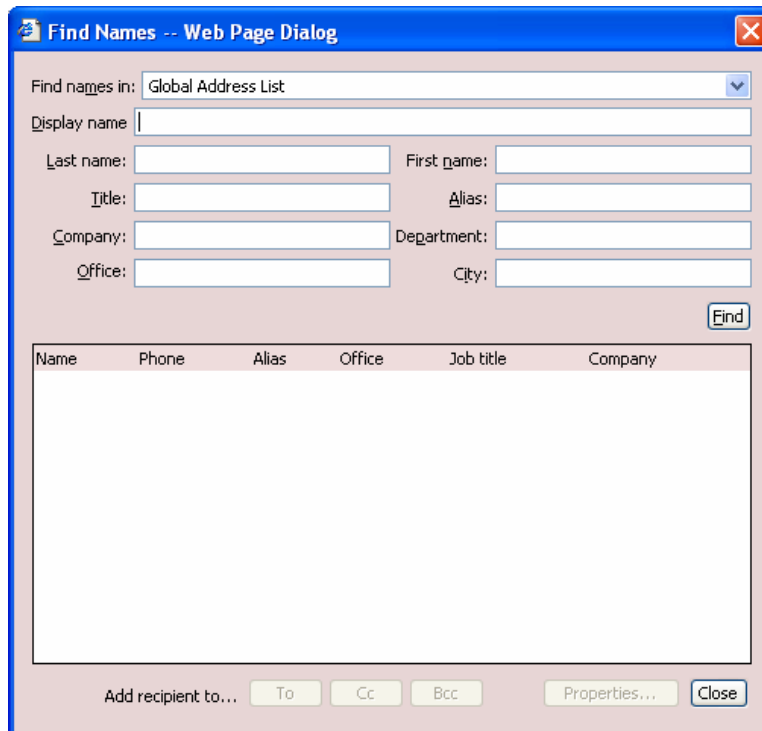 Find Names -- Web Page Dialog
Find names in: Global Address List
Display name
Last name: First name:
Title: Alias:
Company: Department:
Office: City:
Find
Name Phone Alias Office Job title Company
Add recipient to... To Cc Bcc Properties... Close